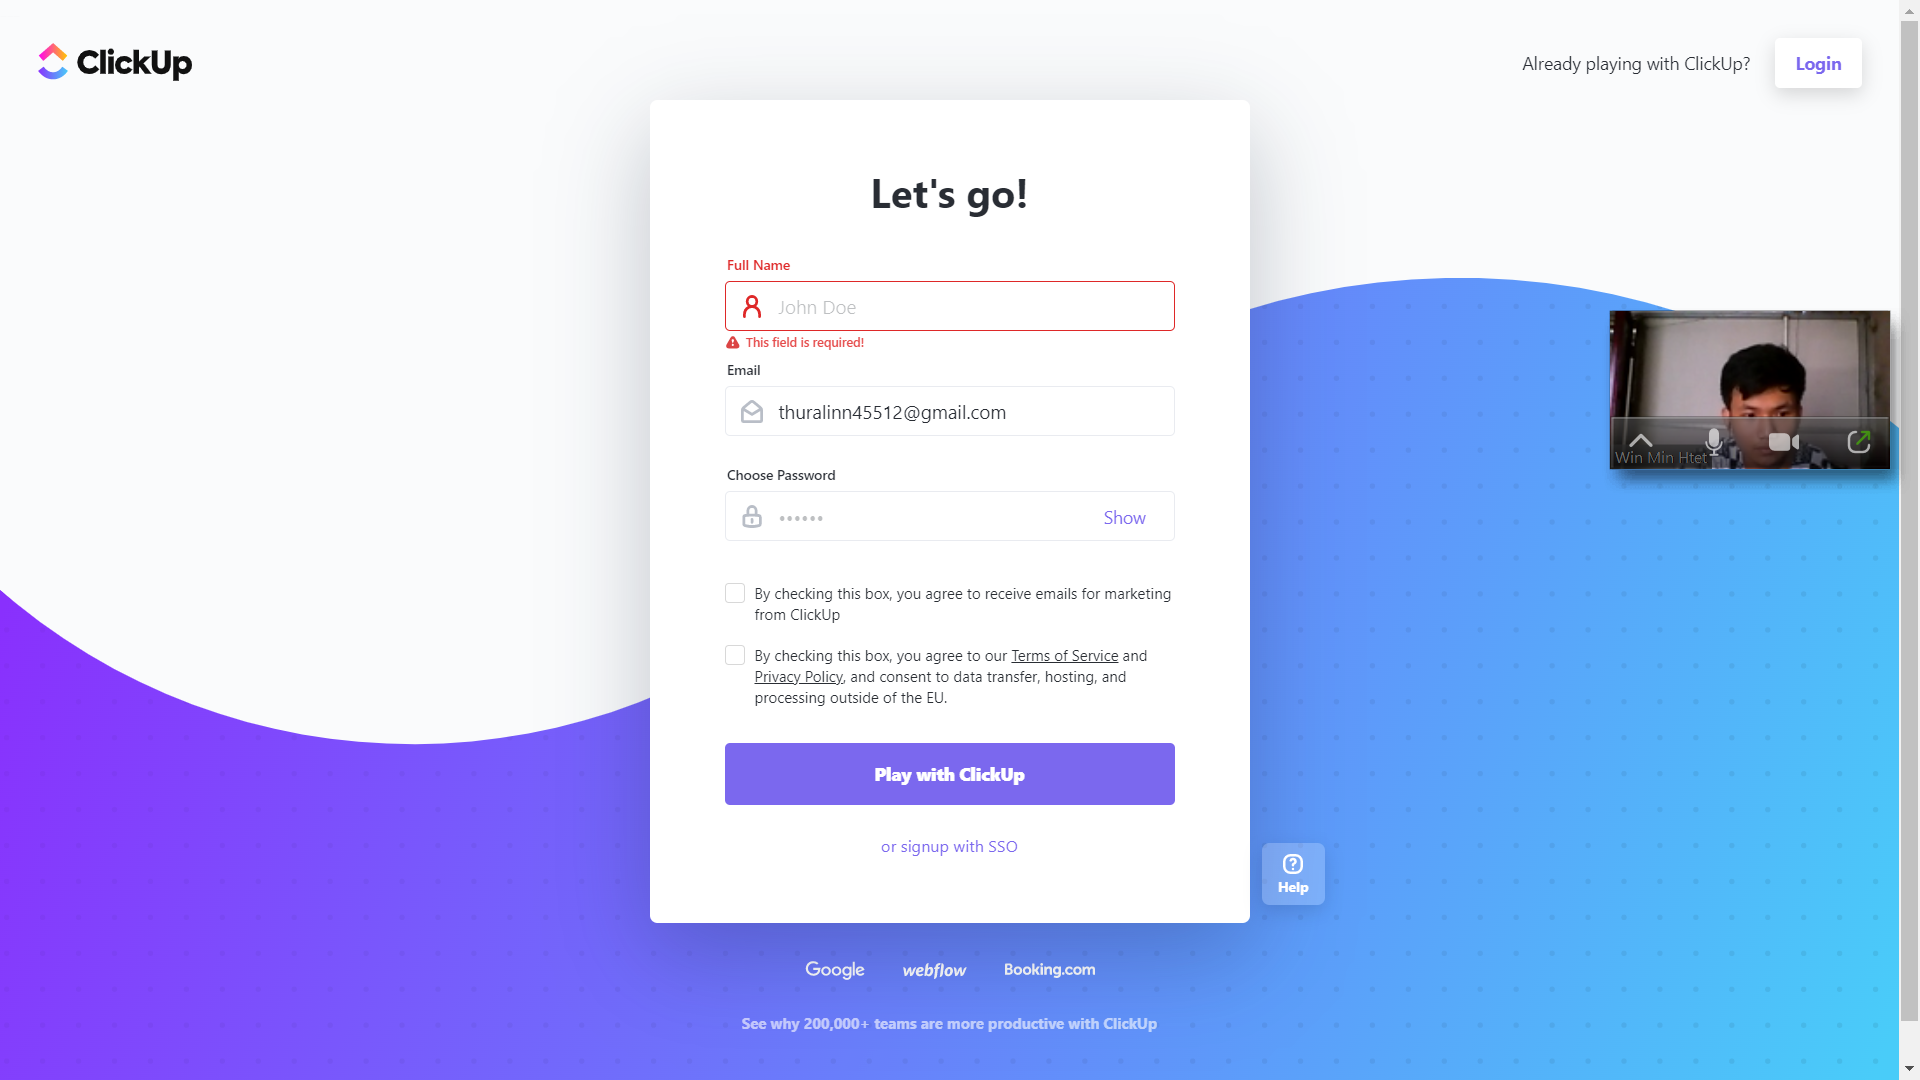 ClickUp
Already playing with ClickUp?
Login
Let's go!
Full Name
John Doe
This field is required!
Email
thuralinn45512@gmail.com
Choose Password
••••••
Show
By checking this box, you agree to receive emails for marketing
from ClickUp
By checking this box, you agree to our Terms of Service and
Privacy Policy, and consent to data transfer, hosting, and
processing outside of the EU.
Play with ClickUp
or signup with SSO
Win Min Htet
Help
Google
webflow
Booking.com
See why 200,000+ teams are more productive with ClickUp